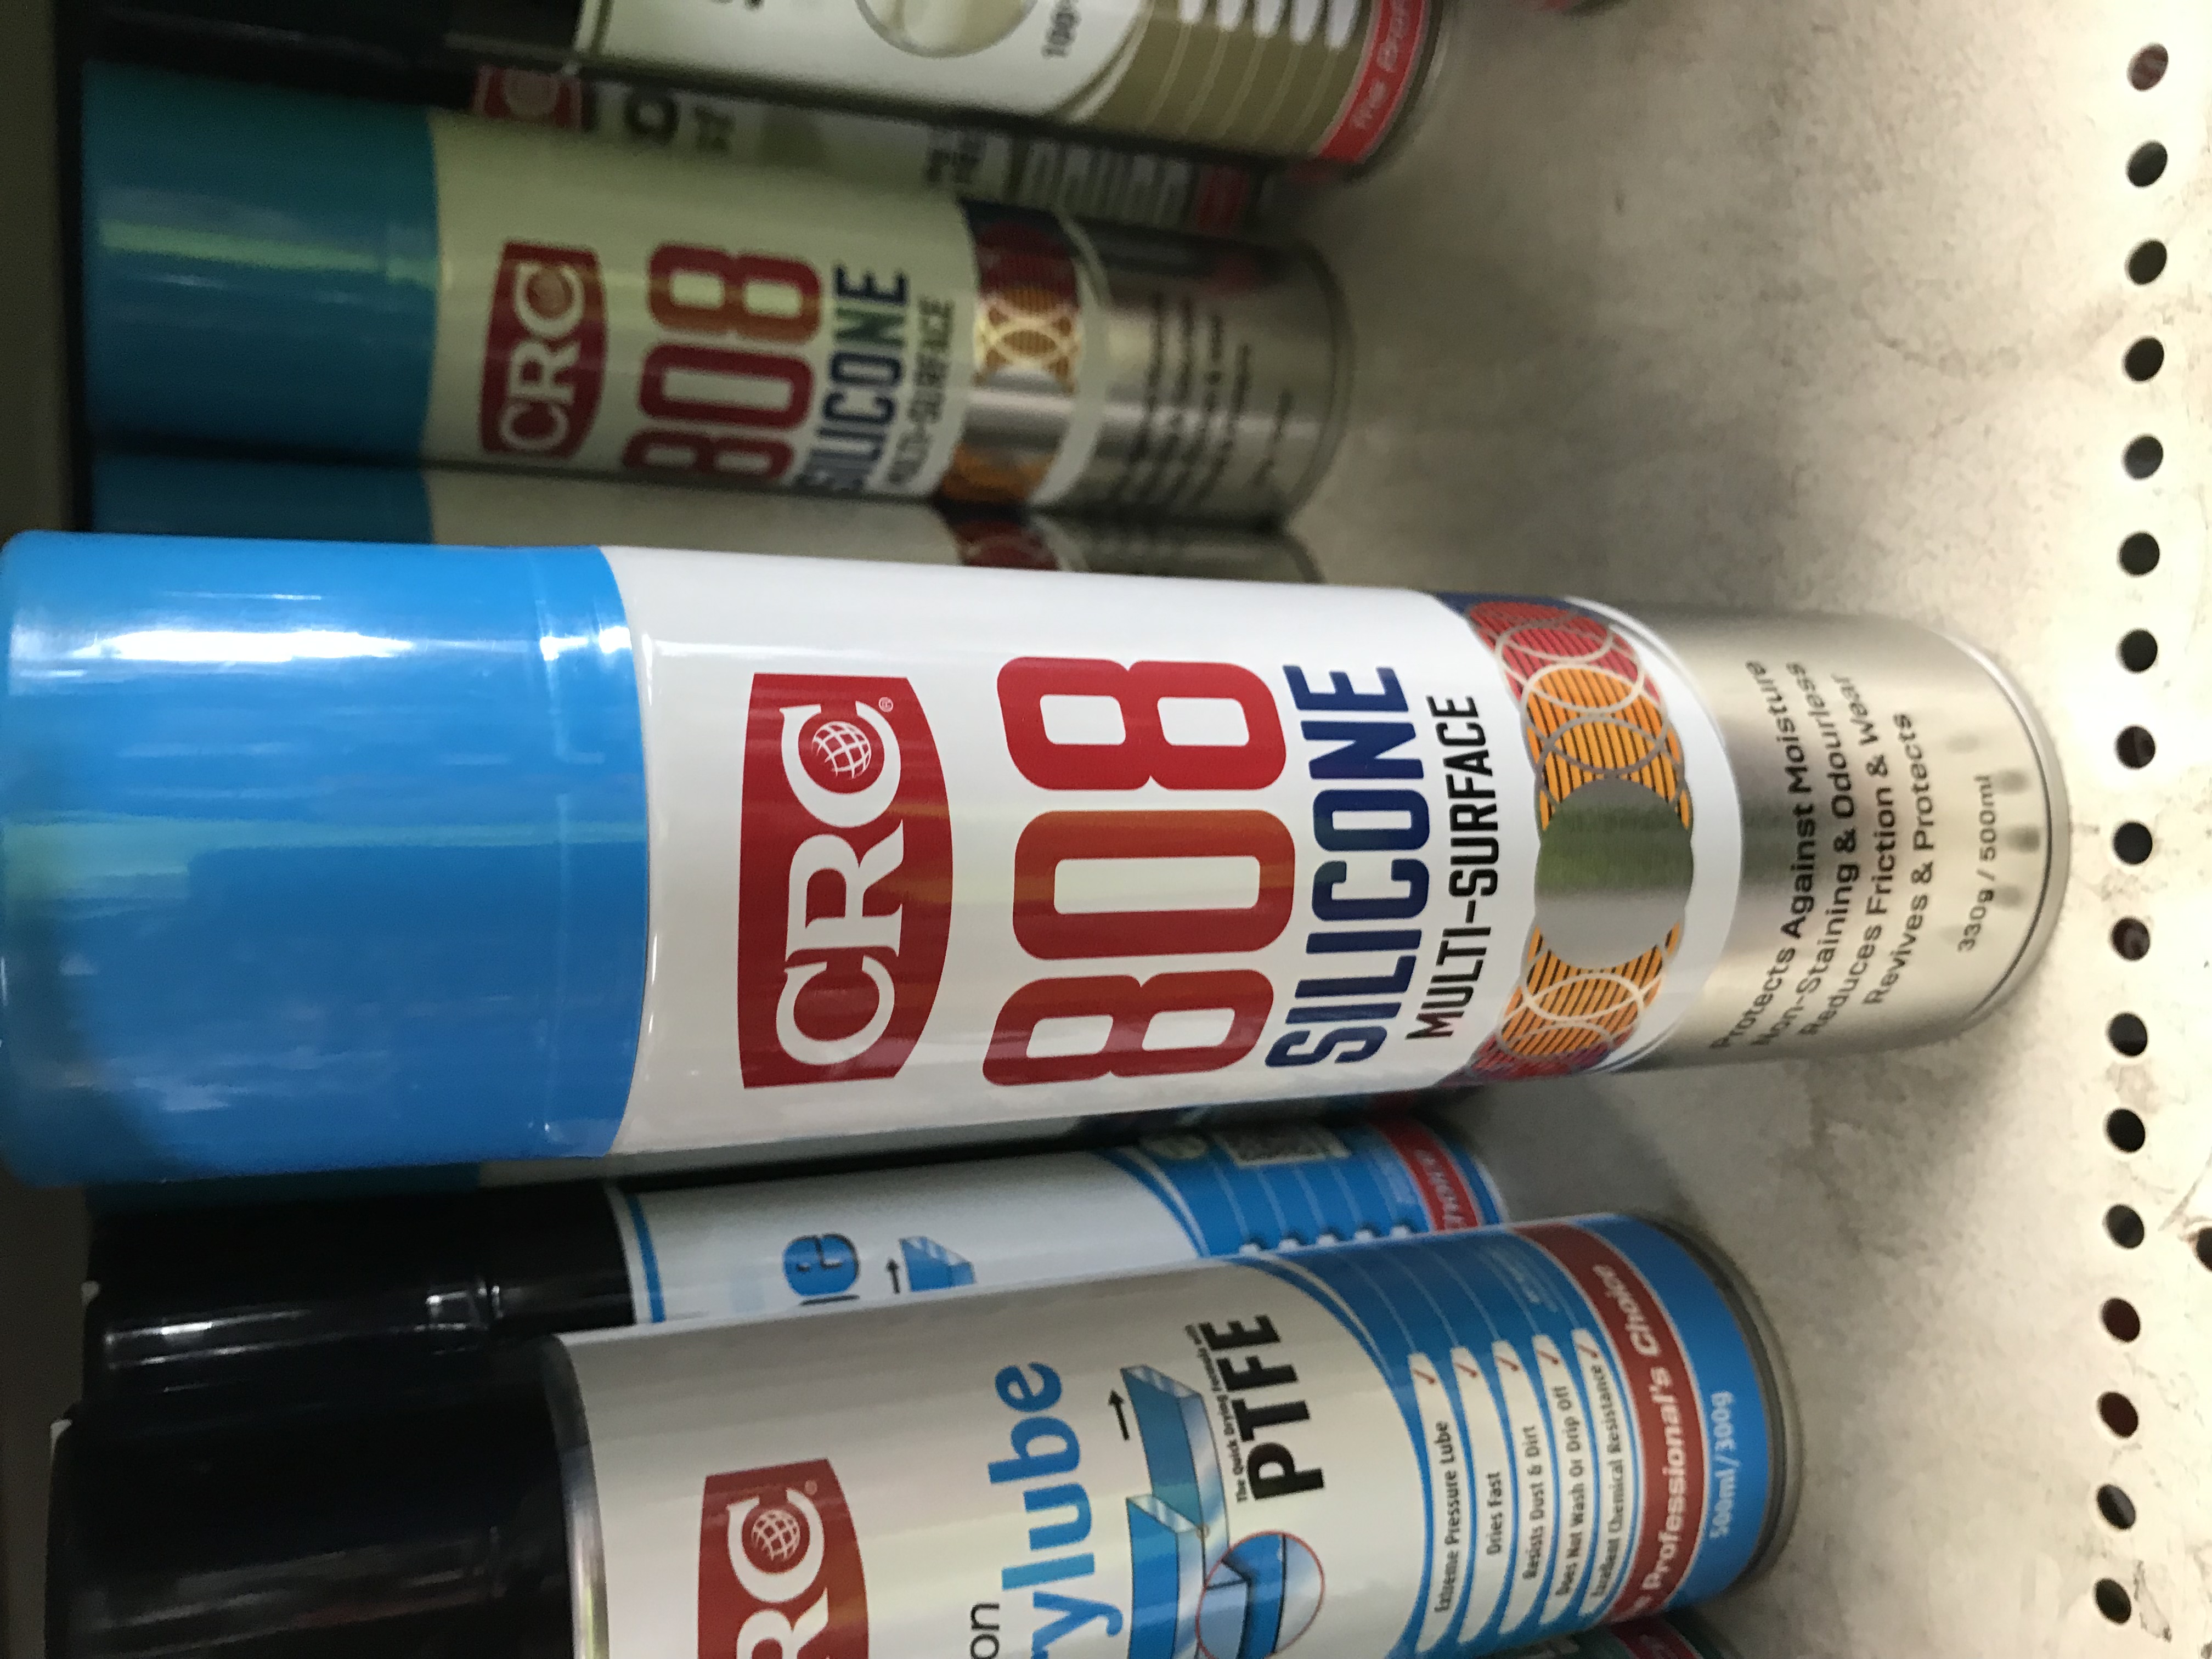 CRC
808
SILICONE
MULTI-SURFACE
Protects Against Moisture
Non-Staining & Odourless
Reduces Friction & Wear
Revives & Protects
330g / 500ml
CRC
808
SILICONE
MULTI-SURFACE
RC
on
rylube
The Quick Drying Formula with
PTFE
Extreme Pressure Lube
Dries Fast
Resists Dust & Dirt
Does Not Wash Or Drip Off
Excellent Chemical Resistance
Professional's Choice
500ml/300g